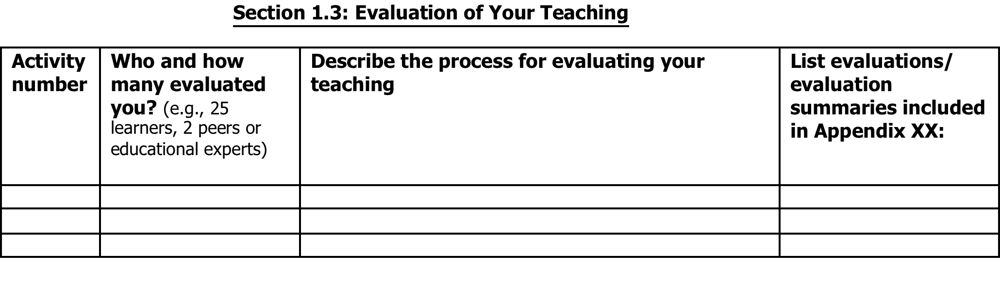 Section 1.3: Evaluation of Your Teaching
Activity
number
Who and how
many evaluated
you? (e.g., 25
learners, 2 peers or
educational experts)
Describe the process for evaluating your
teaching
List evaluations/
evaluation
summaries included
in Appendix XX: